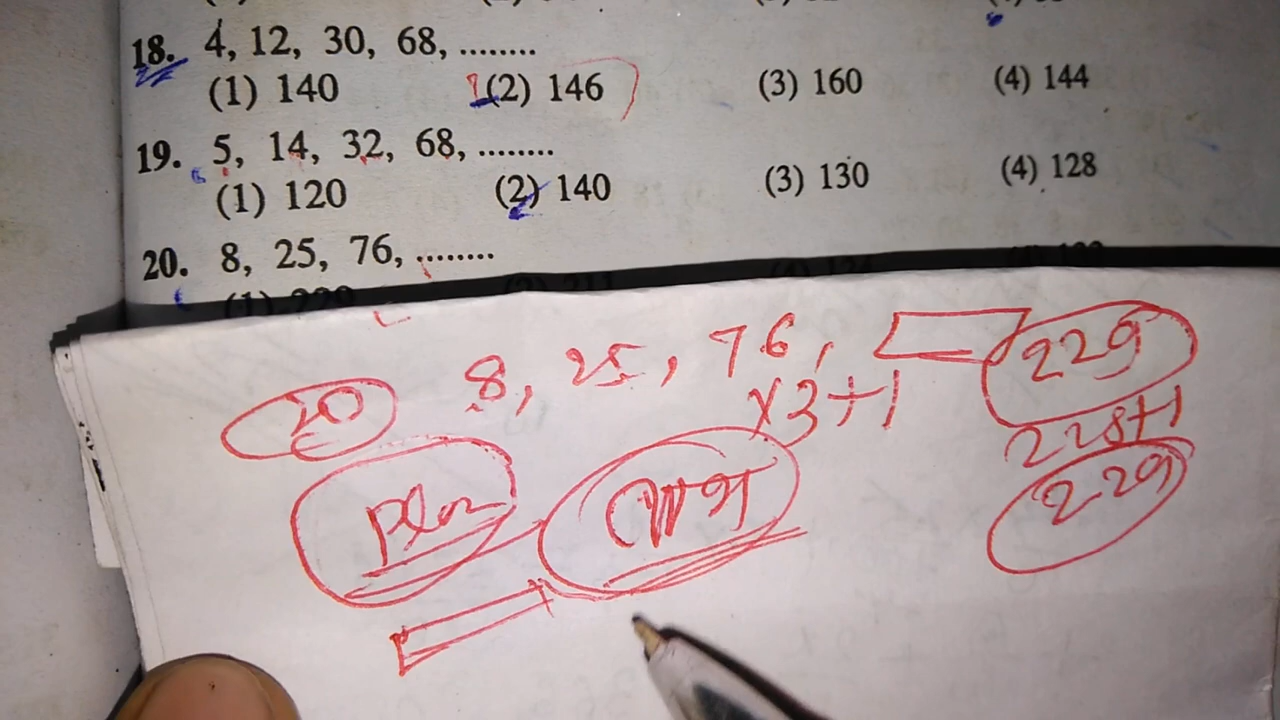 18. 4, 12, 30, 68, ........
(1) 140 (2) 146 (3) 160 (4) 144
19. 5, 14, 32, 68, ........
(1) 120 (2) 140 (3) 130 (4) 128
20. 8, 25, 76, ........
20 8, 25, 76, 229
×3+1
228+1
229